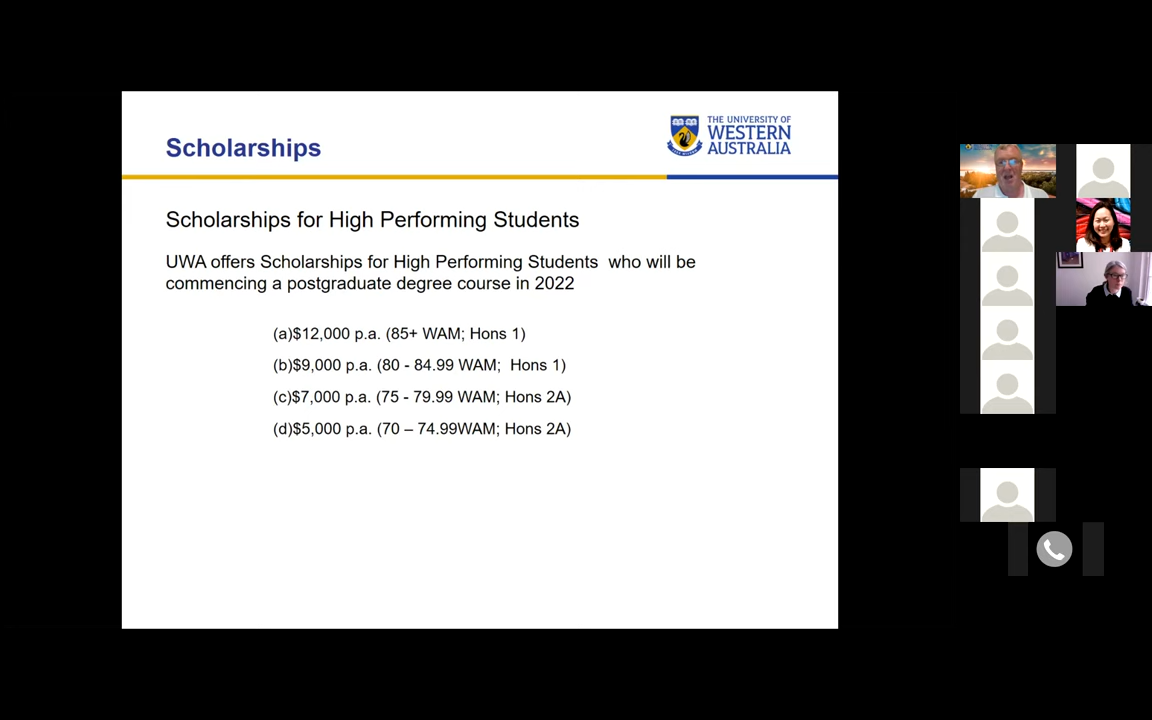 Scholarships
THE UNIVERSITY OF
WESTERN
AUSTRALIA
Scholarships for High Performing Students
UWA offers Scholarships for High Performing Students  who will be
commencing a postgraduate degree course in 2022
(a)$12,000 p.a. (85+ WAM; Hons 1)
(b)$9,000 p.a. (80 - 84.99 WAM;  Hons 1)
(c)$7,000 p.a. (75 - 79.99 WAM; Hons 2A)
(d)$5,000 p.a. (70 – 74.99WAM; Hons 2A)